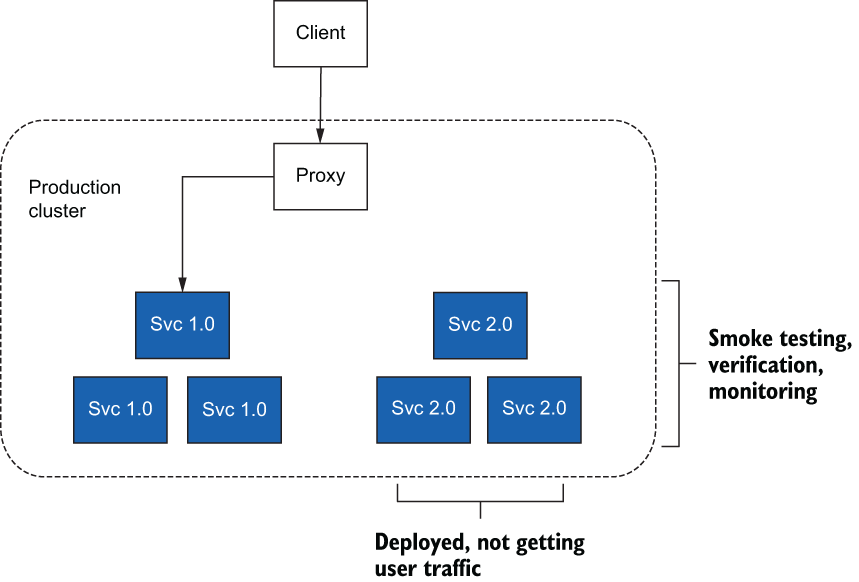 Client
Proxy
Production
cluster
Svc 1.0
Svc 2.0
Svc 1.0
Svc 1.0
Svc 2.0
Svc 2.0
Smoke testing,
verification,
monitoring
Deployed, not getting
user traffic